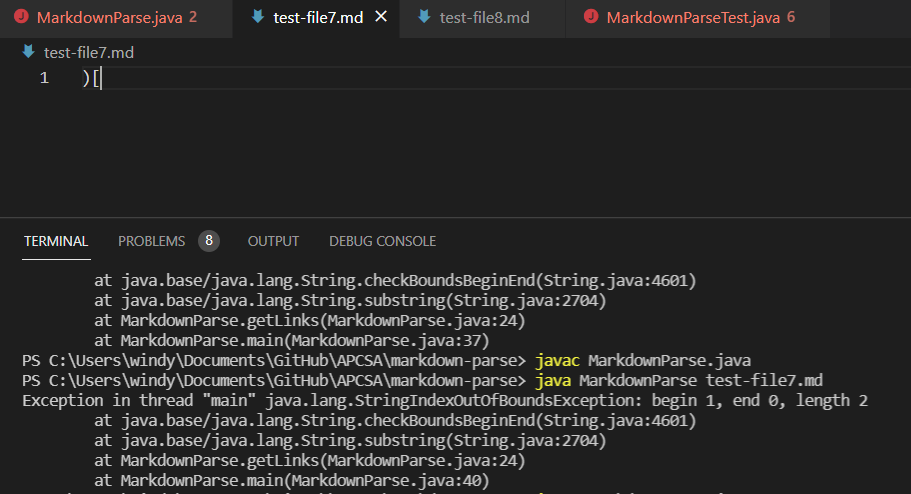 MarkdownParse.java 2 test-file7.md test-file8.md MarkdownParseTest.java 6
test-file7.md
1 )[
TERMINAL PROBLEMS 8 OUTPUT DEBUG CONSOLE
at java.base/java.lang.String.checkBoundsBeginEnd(String.java:4601)
at java.base/java.lang.String.substring(String.java:2704)
at MarkdownParse.getLinks(MarkdownParse.java:24)
at MarkdownParse.main(MarkdownParse.java:37)
PS C:\Users\windy\Documents\GitHub\APCSA\markdown-parse> javac MarkdownParse.java
PS C:\Users\windy\Documents\GitHub\APCSA\markdown-parse> java MarkdownParse test-file7.md
Exception in thread "main" java.lang.StringIndexOutOfBoundsException: begin 1, end 0, length 2
at java.base/java.lang.String.checkBoundsBeginEnd(String.java:4601)
at java.base/java.lang.String.substring(String.java:2704)
at MarkdownParse.getLinks(MarkdownParse.java:24)
at MarkdownParse.main(MarkdownParse.java:40)